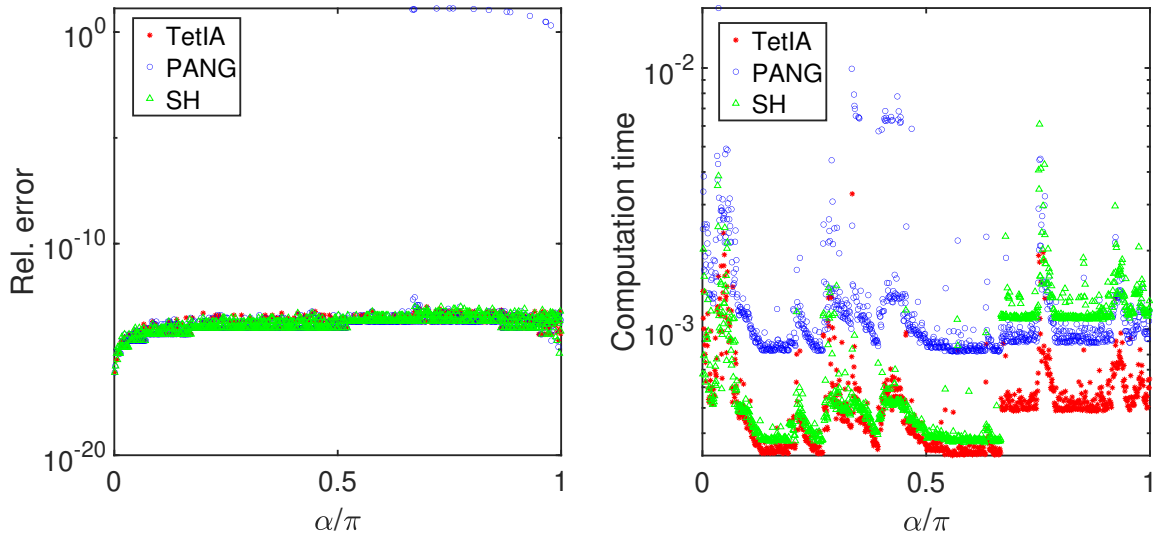 10^0
10^-10
10^-20
Rel. error
TetIA
PANG
SH
0
0.5
1
α/π
10^-2
10^-3
Computation time
TetIA
PANG
SH
0
0.5
1
α/π